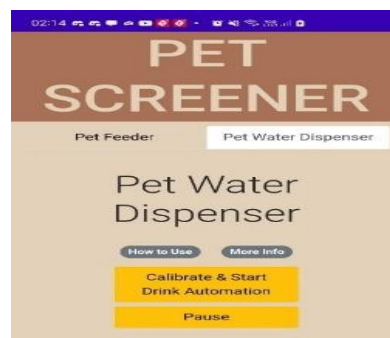 02:14
PET
SCREENER
Pet Feeder Pet Water Dispenser
Pet Water
Dispenser
How to Use More Info
Calibrate & Start
Drink Automation
Pause